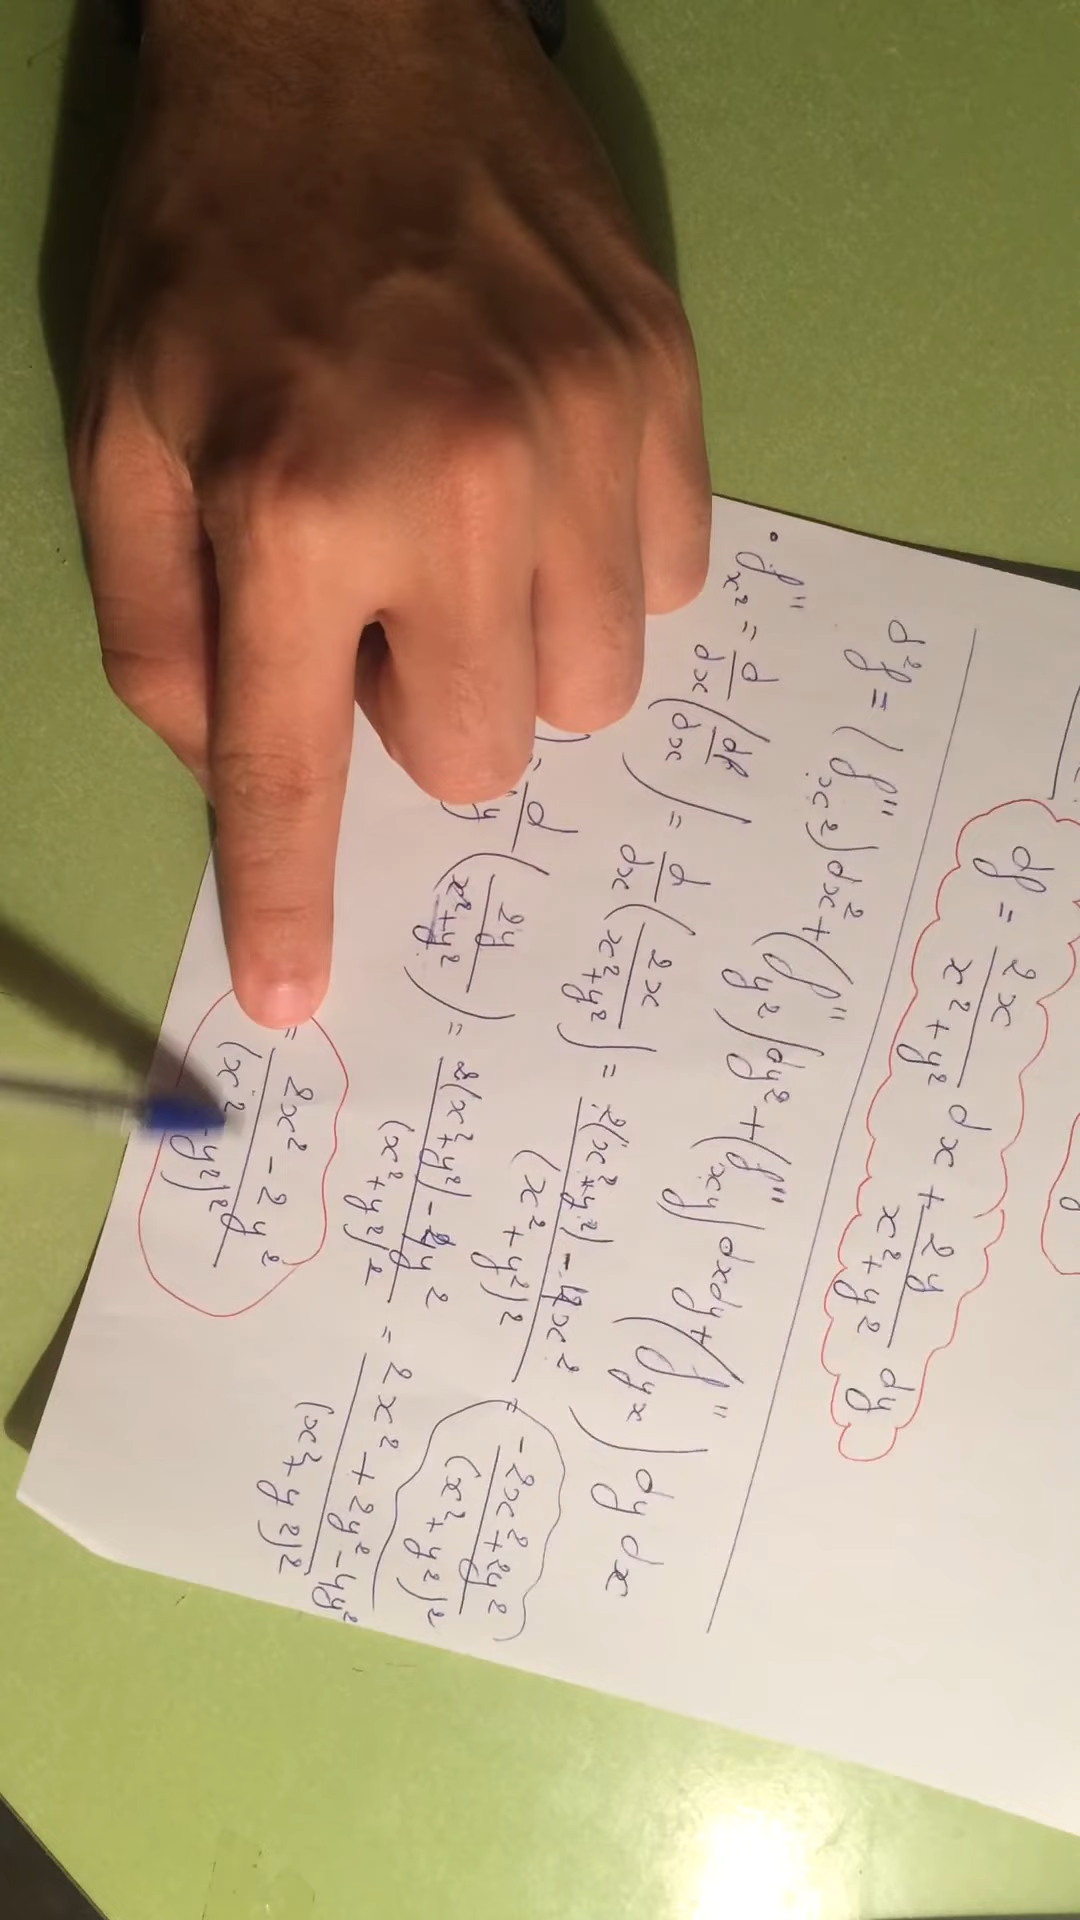 df = 2x/(x²+y²) dx + 2y/(x²+y²) dy
d²f = (f''x²)dx² + (f''y²)dy² + (f''xy)dxdy + (f''yx)dydx
• f''x² = d/dx (df/dx) = d/dx (2x/(x²+y²)) = (2(x²+y²) - 4x²)/(x²+y²)² = (-2x²+2y²)/(x²+y²)²
) = d/ y (2y/(x²+y²)) = (2(x²+y²) - 4y²)/(x²+y²)² = (2x²+2y²-4y²)/(x²+y²)²
= (2x²-2y²)/(x² y²)²